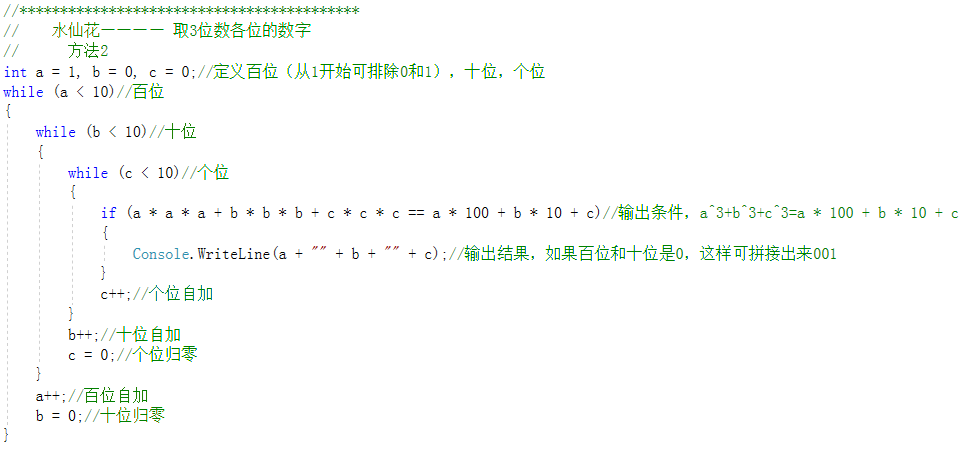 //******************************************
//    水仙花一一一一 取3位数各位的数字
//      方法2
int a = 1, b = 0, c = 0;//定义百位（从1开始可排除0和1），十位，个位
while (a < 10)//百位
{
    while (b < 10)//十位
    {
        while (c < 10)//个位
        {
            if (a * a * a + b * b * b + c * c * c == a * 100 + b * 10 + c)//输出条件，a^3+b^3+c^3=a * 100 + b * 10 + c
            {
                Console.WriteLine(a + "" + b + "" + c);//输出结果，如果百位和十位是0，这样可拼接出来001
            }
            c++;//个位自加
        }
        b++;//十位自加
        c = 0;//个位归零
    }
    a++;//百位自加
    b = 0;//十位归零
}